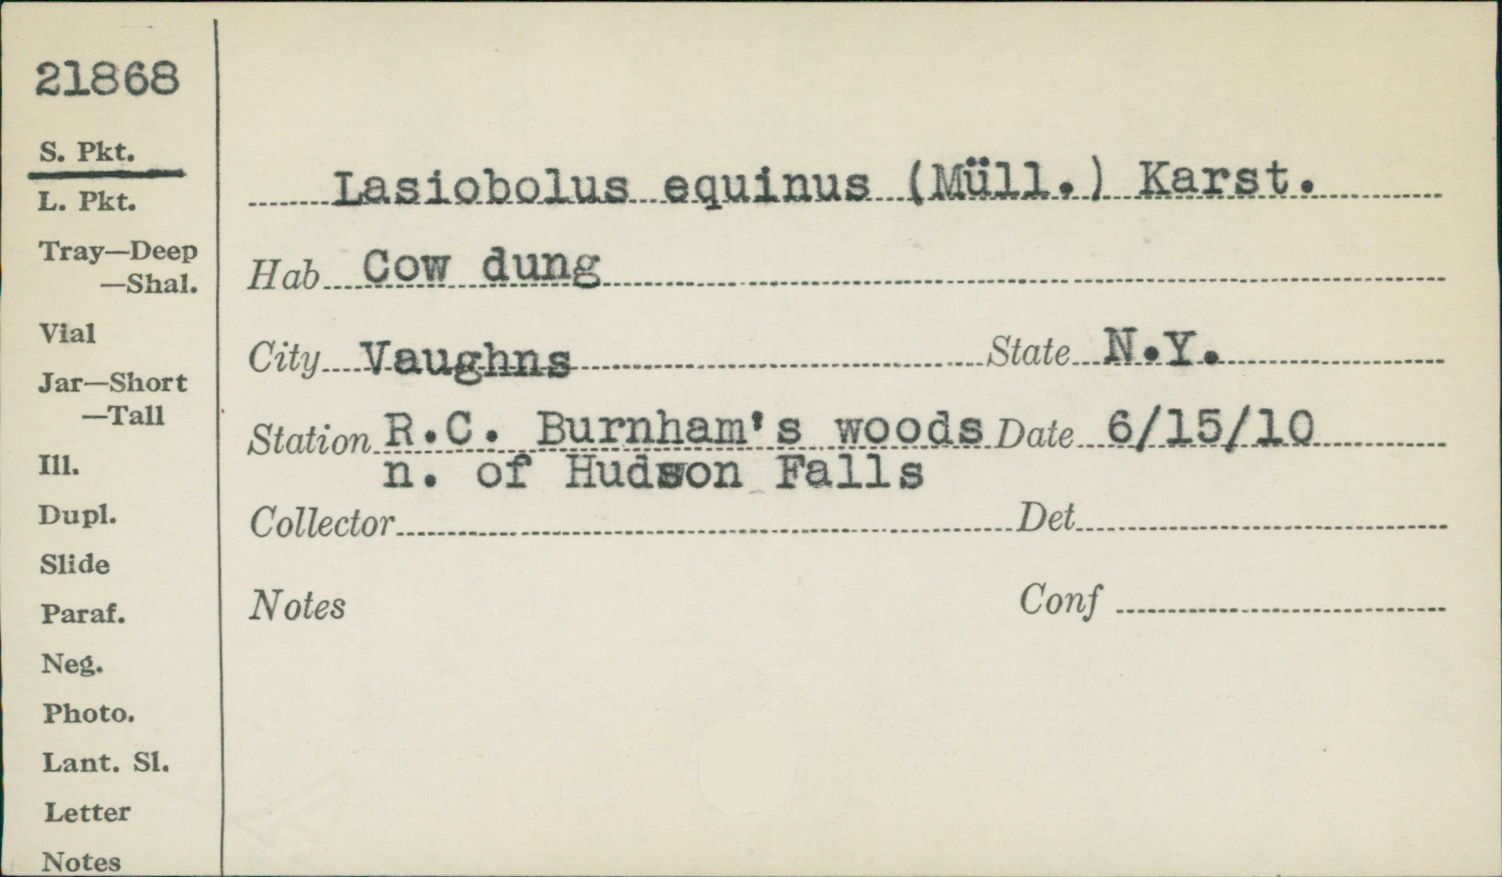 21868
S. Pkt.
L. Pkt.
Tray—Deep
—Shal.
Vial
Jar—Short
—Tall
Ill.
Dupl.
Slide
Paraf.
Neg.
Photo.
Lant. Sl.
Letter
Notes
Lasiobolus equinus (Müll.) Karst.
Hab Cow dung
City Vaughns State N.Y.
Station R.C. Burnham's woods Date 6/15/10
n. of Hudson Falls
Collector Det
Notes Conf